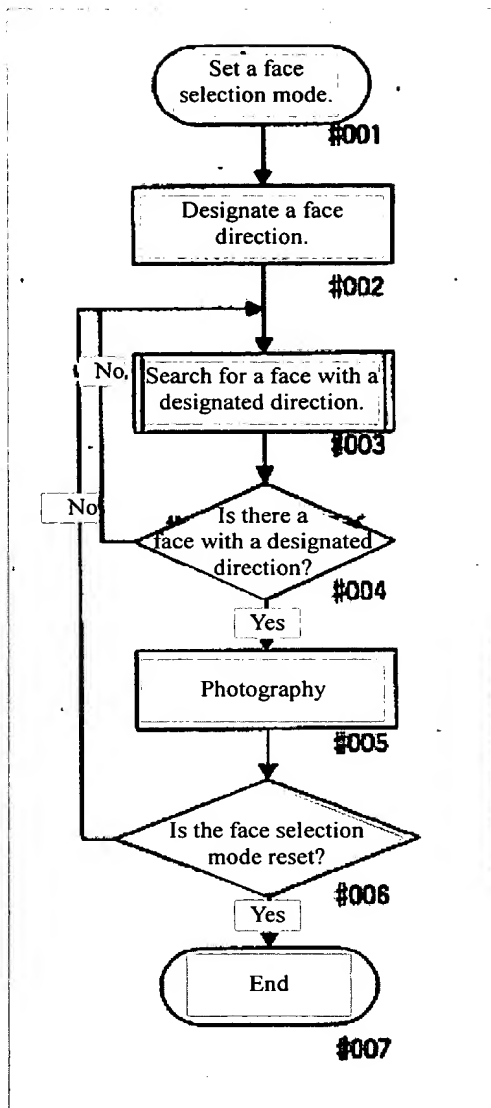 Set a face
selection mode.
#001
Designate a face
direction.
#002
No
Search for a face with a
designated direction.
#003
No
Is there a
face with a designated
direction?
#004
Yes
Photography
#005
Is the face selection
mode reset?
#006
Yes
End
#007